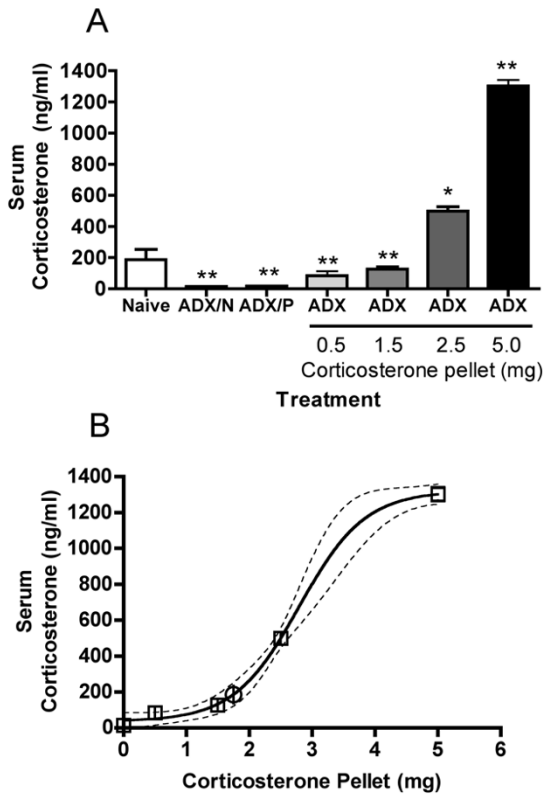 A
Serum
Corticosterone (ng/ml)
1400
1200
1000
800
600
400
200
0
**
**
**
**
*
**
Naive ADX/N ADX/P ADX ADX ADX ADX
0.5 1.5 2.5 5.0
Corticosterone pellet (mg)
Treatment
B
Serum
Corticosterone (ng/ml)
1400
1200
1000
800
600
400
200
0
0 1 2 3 4 5 6
Corticosterone Pellet (mg)